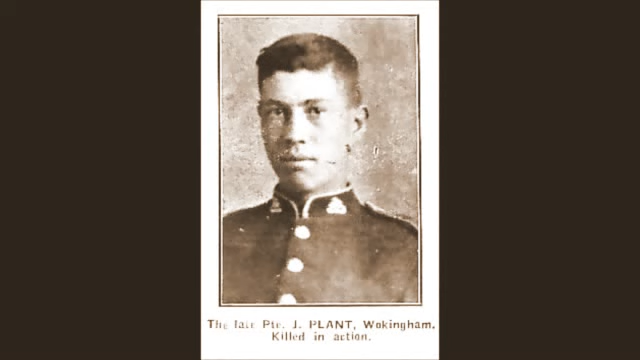 The late Pte. J. PLANT, Wokingham.
Killed in action.